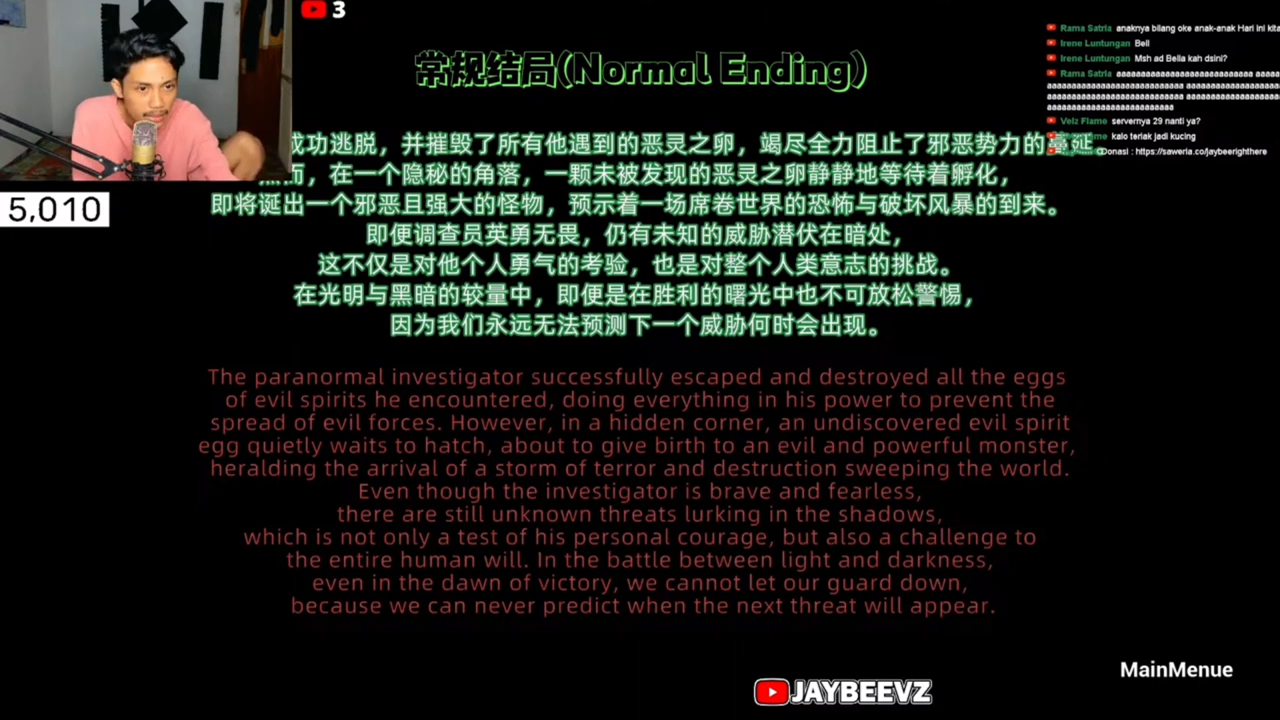 3
常规结局(Normal Ending)
成功逃脱，并摧毁了所有他遇到的恶灵之卵，竭尽全力阻止了邪恶势力的蔓延
而，在一个隐秘的角落，一颗未被发现的恶灵之卵静静地等待着孵化，
即将诞出一个邪恶且强大的怪物，预示着一场席卷世界的恐怖与破坏风暴的到来。
即便调查员英勇无畏，仍有未知的威胁潜伏在暗处，
这不仅是对他个人勇气的考验，也是对整个人类意志的挑战。
在光明与黑暗的较量中，即便是在胜利的曙光中也不可放松警惕，
因为我们永远无法预测下一个威胁何时会出现。
The paranormal investigator successfully escaped and destroyed all the eggs
of evil spirits he encountered, doing everything in his power to prevent the
spread of evil forces. However, in a hidden corner, an undiscovered evil spirit
egg quietly waits to hatch, about to give birth to an evil and powerful monster,
heralding the arrival of a storm of terror and destruction sweeping the world.
Even though the investigator is brave and fearless,
there are still unknown threats lurking in the shadows,
which is not only a test of his personal courage, but also a challenge to
the entire human will. In the battle between light and darkness,
even in the dawn of victory, we cannot let our guard down,
because we can never predict when the next threat will appear.
5,010
Rama Satria anaknya bilang oke anak-anak Hari ini kita
Irene Luntungan Bell
Irene Luntungan Msh ad Bella kah dsini?
Rama Satria
Velz Flame servernya 29 nanti ya?
kalo teriak jadi kucing
Donasi : https://saweria.co/jaybeerighthere
MainMenue
JAYBEEVZ